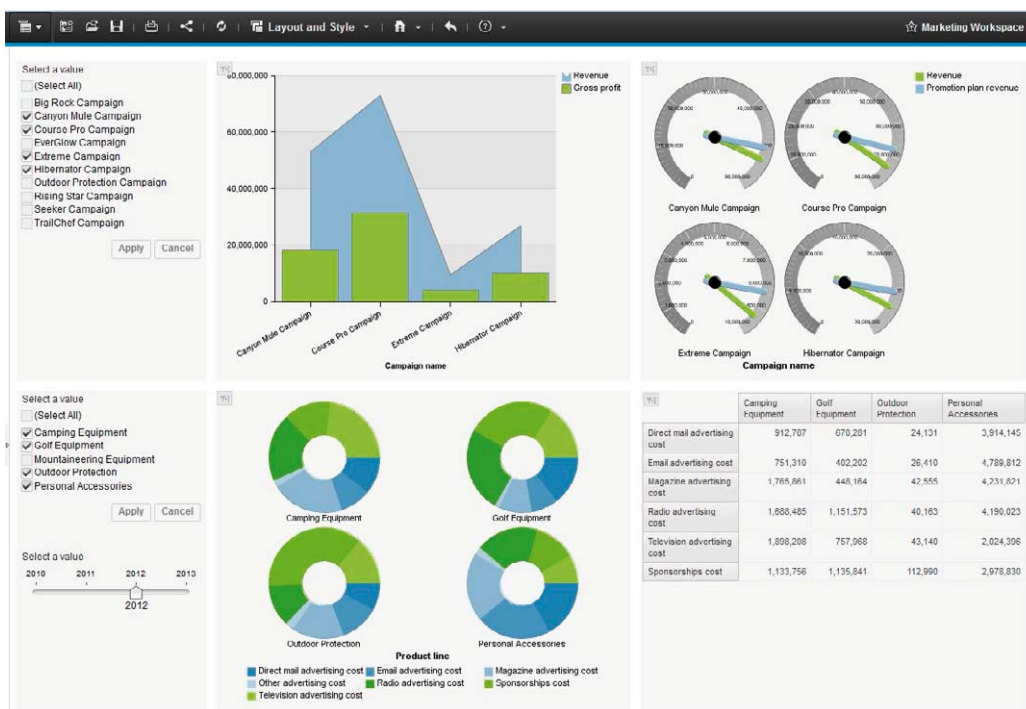 Layout and Style
Marketing Workspace
Select a value
(Select All)
Big Rock Campaign
Canyon Mule Campaign
Course Pro Campaign
EverGlow Campaign
Extreme Campaign
Hibernator Campaign
Outdoor Protection Campaign
Rising Star Campaign
Seeker Campaign
TrailChef Campaign
Apply Cancel
80,000,000
60,000,000
40,000,000
20,000,000
0
Revenue
Gross profit
Canyon Mule Campaign
Course Pro Campaign
Extreme Campaign
Hibernator Campaign
Campaign name
Revenue
Promotion plan revenue
Canyon Mule Campaign
Course Pro Campaign
Extreme Campaign
Hibernator Campaign
Campaign name
Select a value
(Select All)
Camping Equipment
Golf Equipment
Mountaineering Equipment
Outdoor Protection
Personal Accessories
Apply Cancel
Select a value
2010 2011 2012 2013
2012
Camping Equipment
Golf Equipment
Outdoor Protection
Personal Accessories
Product line
Direct mail advertising cost Email advertising cost Magazine advertising cost
Other advertising cost Radio advertising cost Sponsorships cost
Television advertising cost
Camping Equipment Golf Equipment Outdoor Protection Personal Accessories
Direct mail advertising cost 912,707 670,281 24,131 3,914,145
Email advertising cost 751,310 402,202 26,410 4,789,812
Magazine advertising cost 1,765,861 448,164 42,555 4,231,821
Radio advertising cost 1,688,485 1,151,573 40,163 4,190,023
Television advertising cost 1,898,208 757,968 43,140 2,024,396
Sponsorships cost 1,133,756 1,135,841 112,990 2,978,830